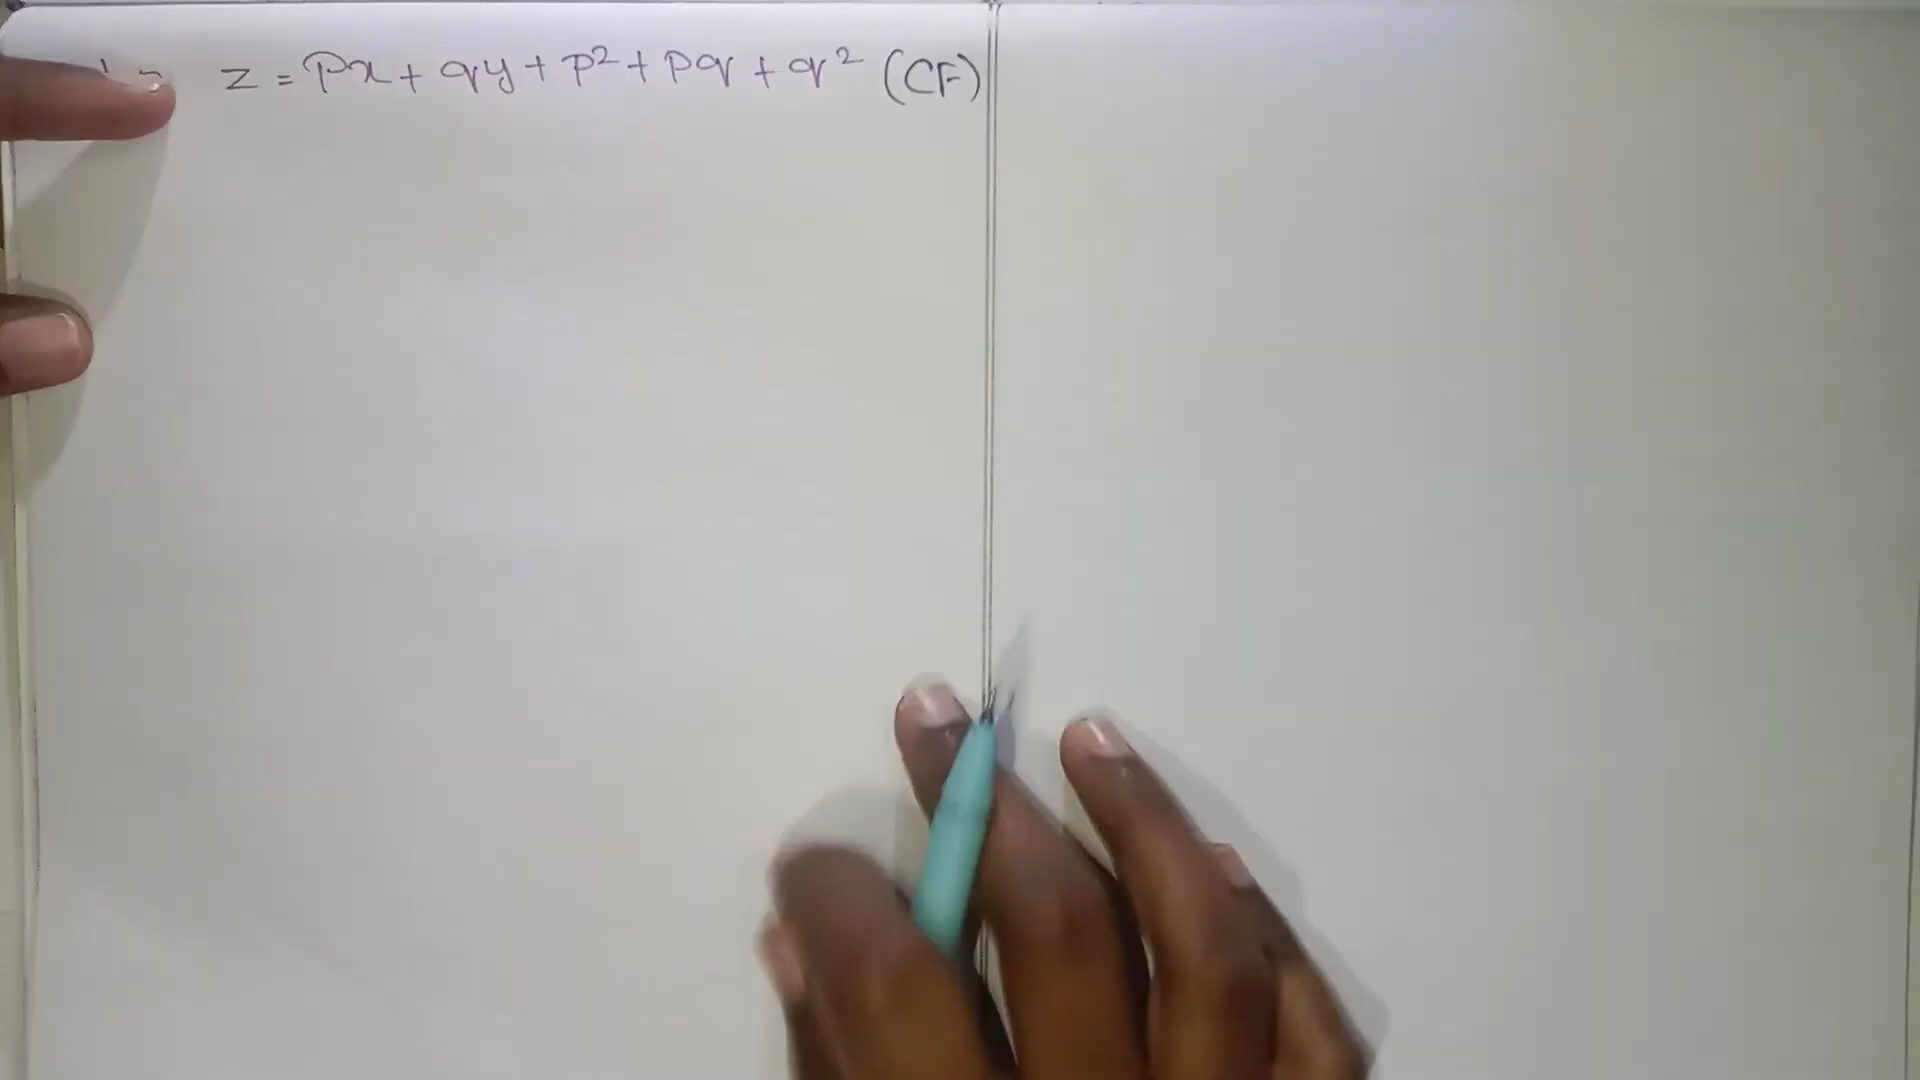 z = px + qy + p² + pq + q² (CF)